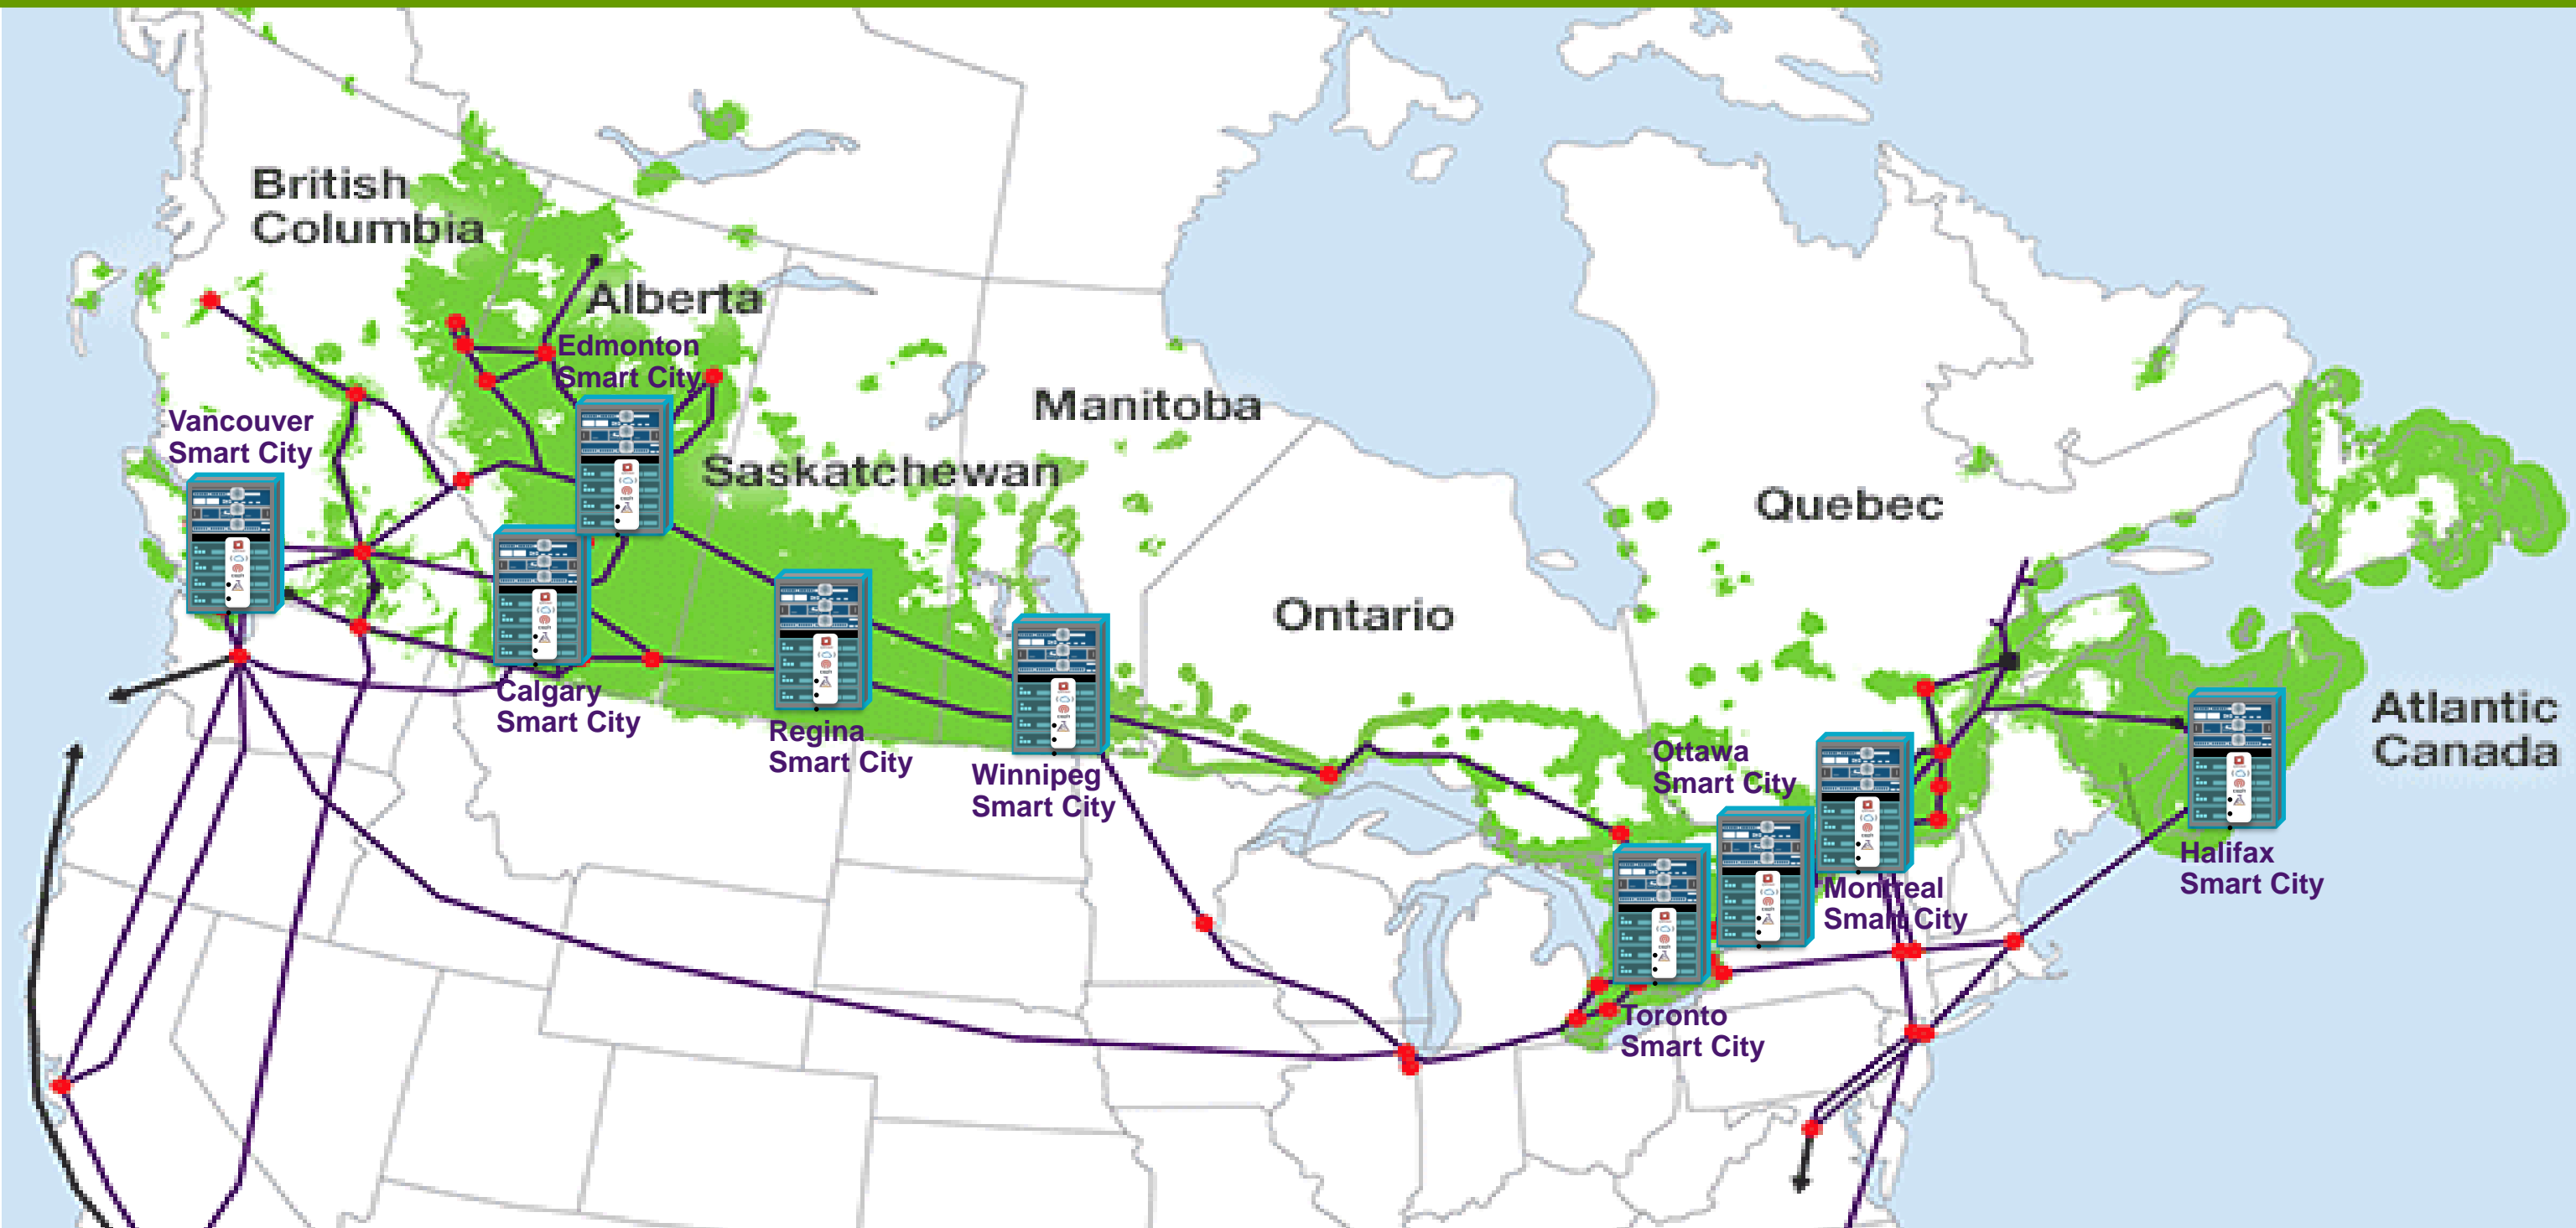 British
Columbia
Alberta
Edmonton
Smart City
Manitoba
Vancouver
Smart City
Saskatchewan
Quebec
Ontario
Calgary
Smart City
Regina
Smart City
Winnipeg
Smart City
Ottawa
Smart City
Atlantic
Canada
Montreal
Smart City
Halifax
Smart City
Toronto
Smart City